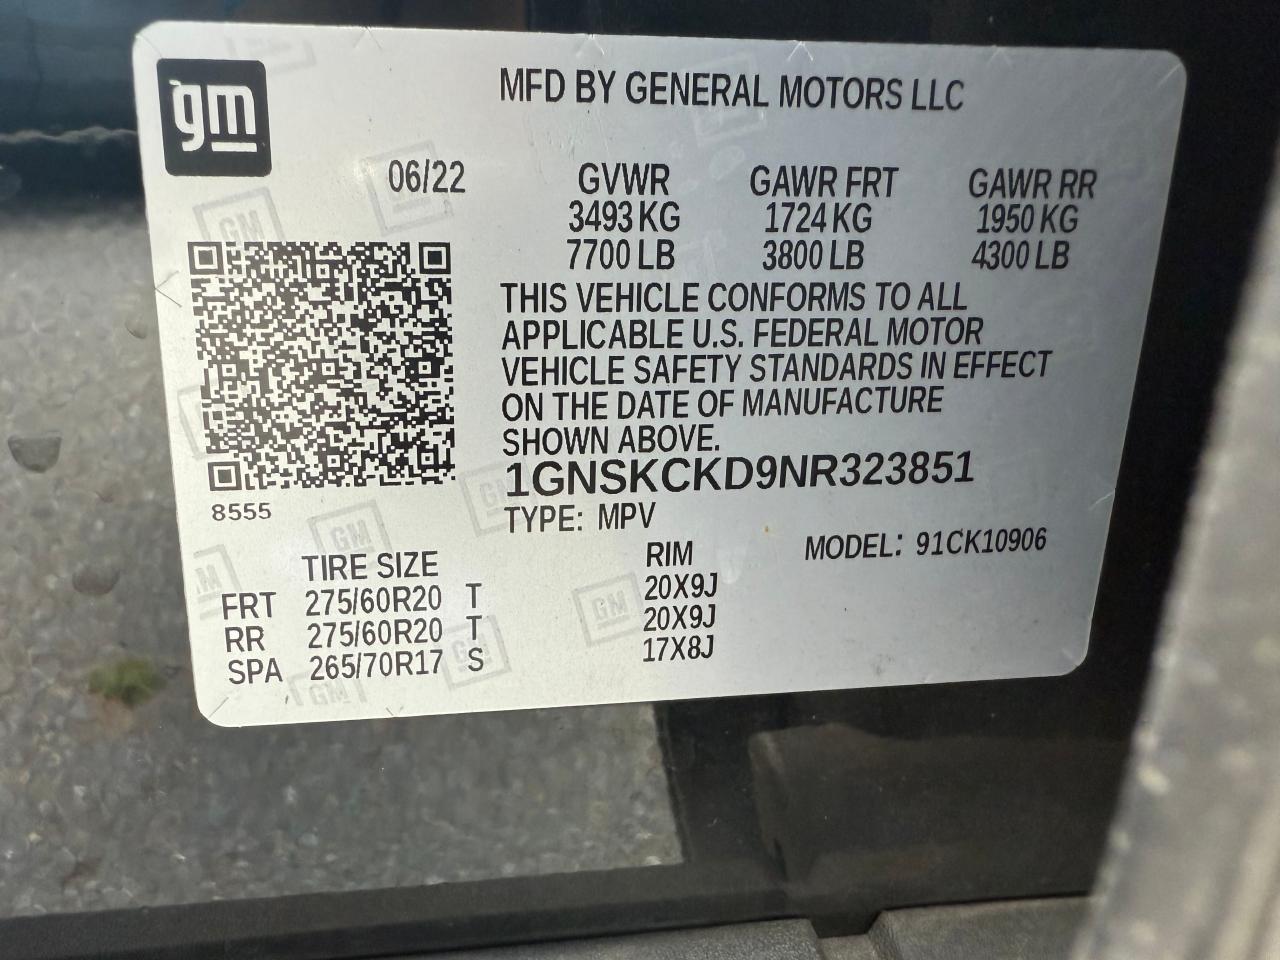 gm
MFD BY GENERAL MOTORS LLC
06/22
GVWR GAWR FRT GAWR RR
3493 KG 1724 KG 1950 KG
7700 LB 3800 LB 4300 LB
THIS VEHICLE CONFORMS TO ALL
APPLICABLE U.S. FEDERAL MOTOR
VEHICLE SAFETY STANDARDS IN EFFECT
ON THE DATE OF MANUFACTURE
SHOWN ABOVE.
1GNSKCKD9NR323851
8555
TYPE: MPV
MODEL: 91CK10906
TIRE SIZE RIM
FRT 275/60R20 T 20X9J
RR 275/60R20 T 20X9J
SPA 265/70R17 S 17X8J